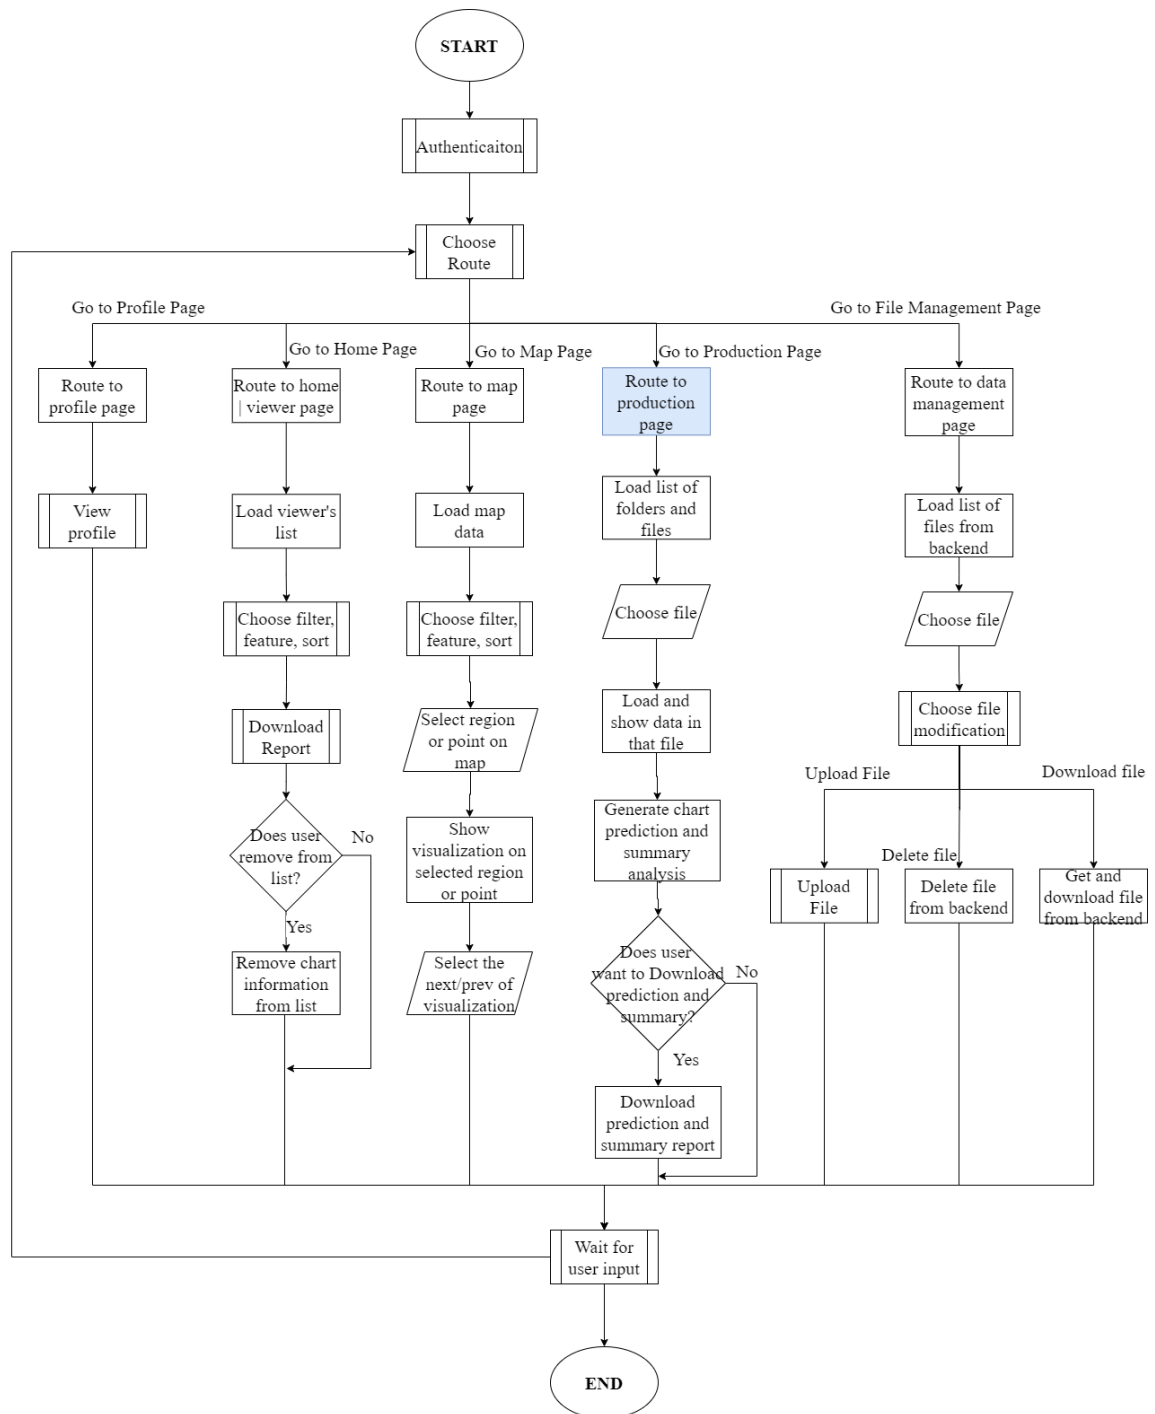 START
Authenticaiton
Choose
Route
Go to Profile Page
Go to File Management Page
Go to Home Page
Go to Map Page
Go to Production Page
Route to
profile page
Route to home
| viewer page
Route to map
page
Route to
production
page
Route to data
management
page
View
profile
Load viewer's
list
Load map
data
Load list of
folders and
files
Load list of
files from
backend
Choose filter,
feature, sort
Choose filter,
feature, sort
Choose file
Choose file
Download
Report
Select region
or point on
map
Load and
show data in
that file
Choose file
modification
Upload File
Download file
Does user
remove from
list?
No
Yes
Show
visualization on
selected region
or point
Generate chart
prediction and
summary
analysis
Delete file
Upload
File
Delete file
from backend
Get and
download file
from backend
Remove chart
information
from list
Select the
next/prev of
visualization
Does user
want to Download
prediction and
summary?
No
Yes
Download
prediction and
summary report
Wait for
user input
END